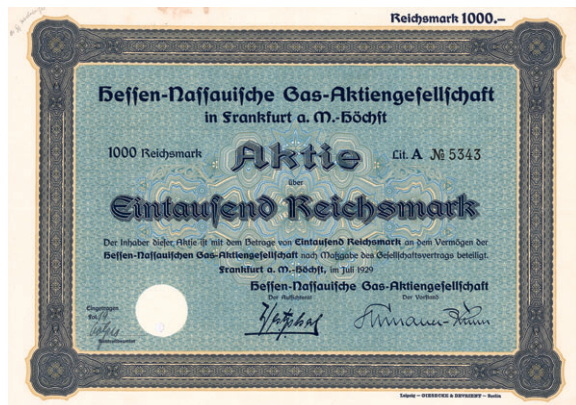 Reichsmark 1000.–
Hessen-Nassauische Gas-Aktiengesellschaft
in Frankfurt a. M.-Höchst
1000 Reichsmark Aktie Lit. A № 5343
über
Eintausend Reichsmark
Der Inhaber dieser Aktie ist mit dem Betrage von Eintausend Reichsmark an dem Vermögen der
Hessen-Nassauischen Gas-Aktiengesellschaft nach Maßgabe des Gesellschaftsvertrags beteiligt.
Frankfurt a. M.-Höchst, im Juli 1929
Hessen-Nassauische Gas-Aktiengesellschaft
Der Aufsichtsrat Der Vorstand
Eingetragen
Leipzig – GIESECKE & DEVRIENT – Berlin